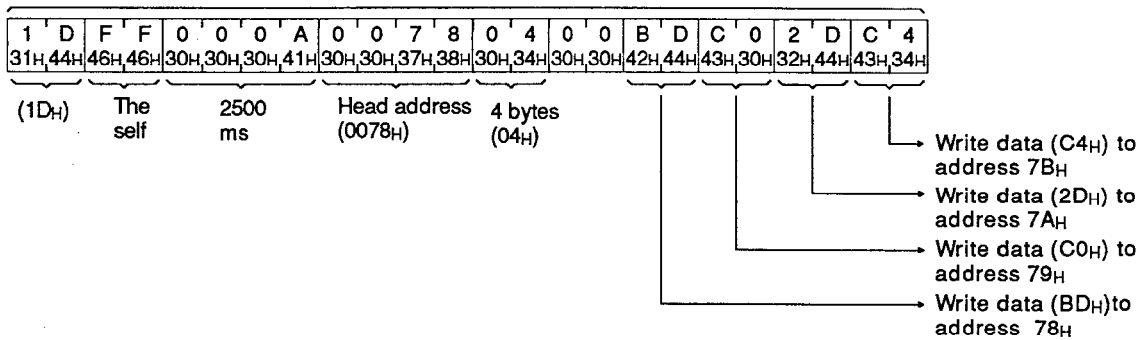 1 D F F 0 0 0 A 0 0 7 8 0 4 0 0 B D C 0 2 D C 4
31H 44H 46H 46H 30H 30H 30H 41H 30H 30H 37H 38H 30H 34H 30H 30H 42H 44H 43H 30H 32H 44H 43H 34H
(1DH) The self 2500 ms Head address (0078H) 4 bytes (04H)
Write data (C4H) to
address 7BH
Write data (2DH) to
address 7AH
Write data (C0H) to
address 79H
Write data (BDH)to
address 78H